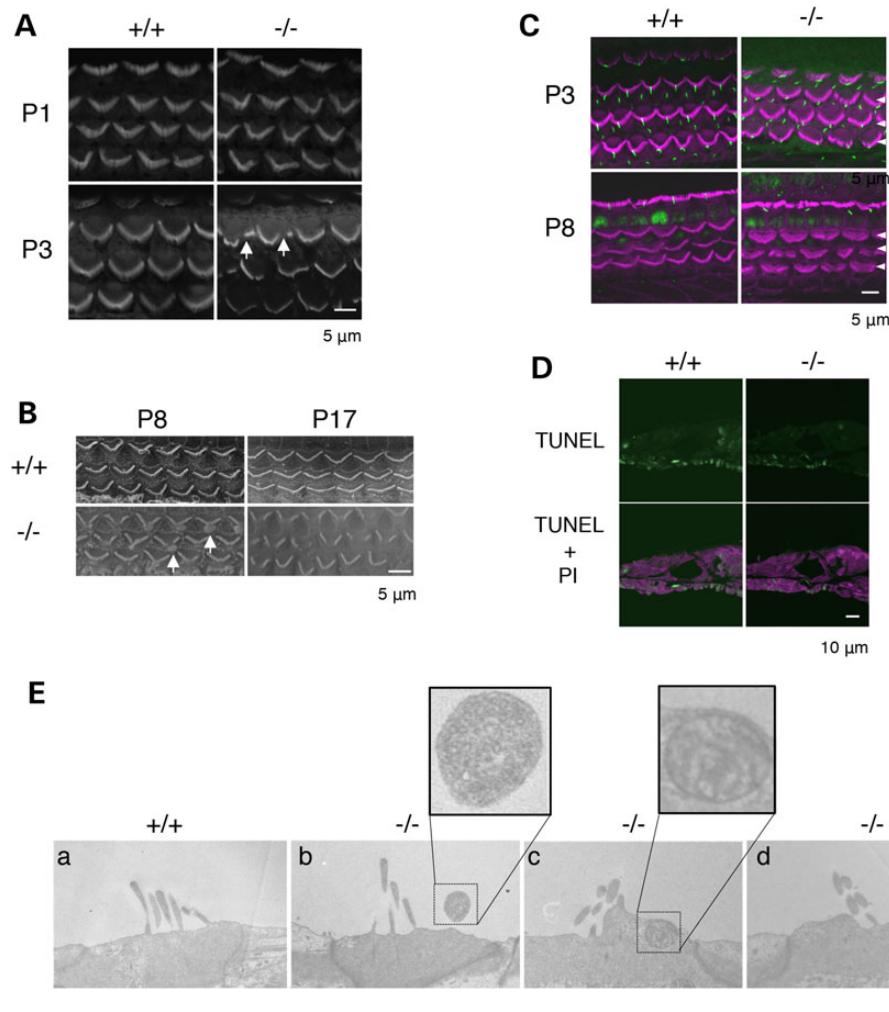 A
+/+ -/-
P1
P3
5 µm
B
P8 P17
+/+
-/-
5 µm
C
+/+ -/-
P3
5 µm
P8
5 µm
D
+/+ -/-
TUNEL
TUNEL
+
PI
10 µm
E
+/+ -/- -/- -/-
a b c d